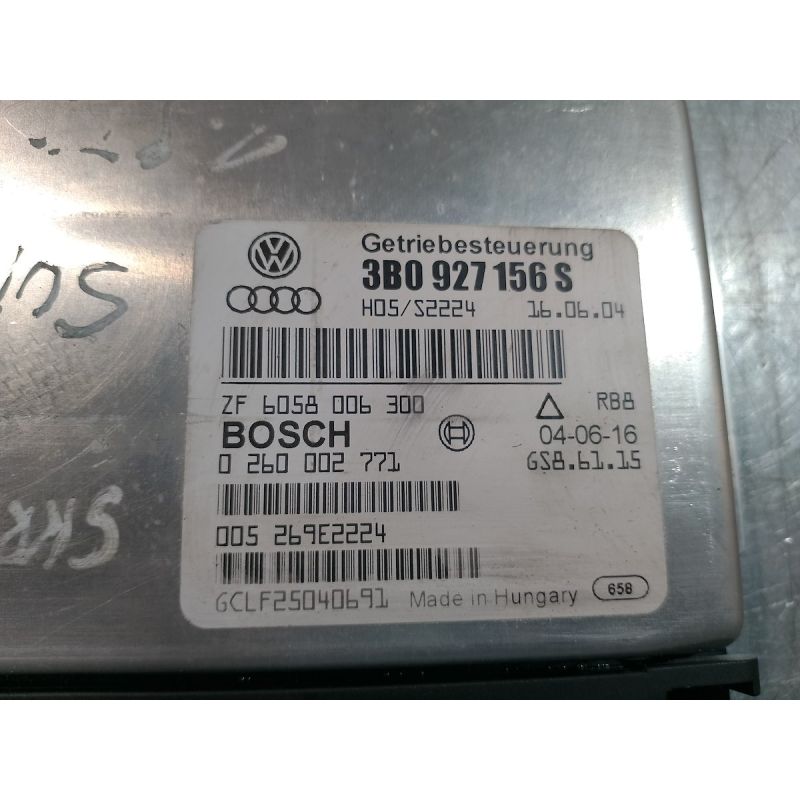 Getriebesteuerung
3B0 927 156 S
H05/S2224 16.06.04
ZF 6058 006 300 RB8
BOSCH 04-06-16
0 260 002 771 GS8.61.15
005 269E2224
GCLF25040691 Made in Hungary 658